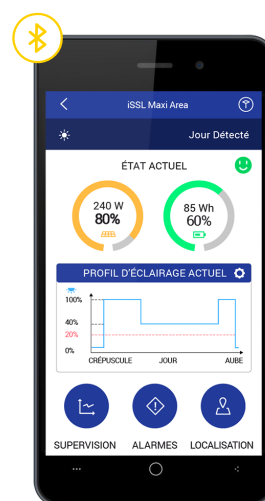 iSSL Maxi Area
Jour Détecté
ÉTAT ACTUEL
240 W
80%
85 Wh
60%
PROFIL D'ÉCLAIRAGE ACTUEL
100%
40%
20%
0%
CRÉPUSCULE JOUR AUBE
SUPERVISION ALARMES LOCALISATION